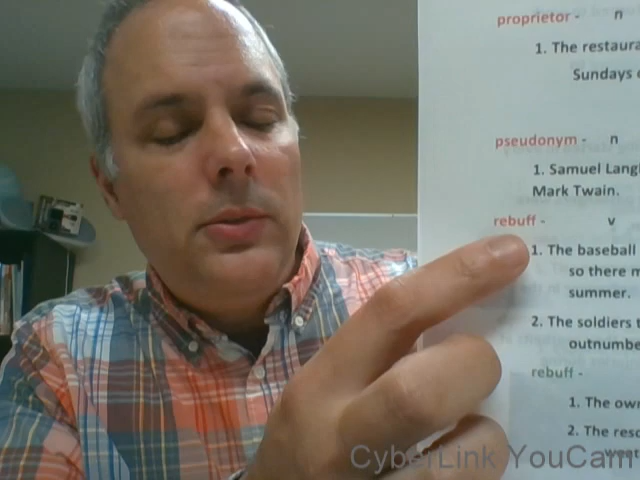 proprietor - n
1. The restaura
Sundays
pseudonym - n
1. Samuel Lang
Mark Twain.
rebuff - v
1. The baseball
so there m
summer.
2. The soldiers t
outnumbe
rebuff -
1. The own
2. The reso
CyberLink YouCam